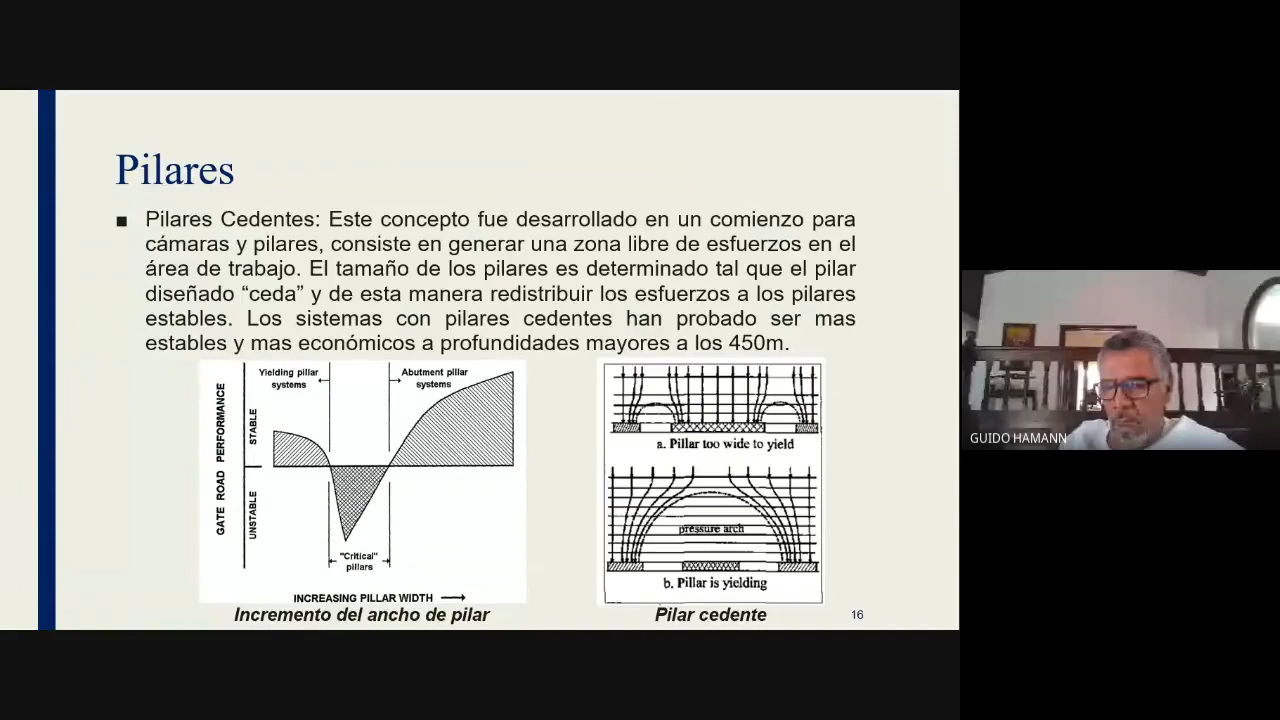 Pilares
■ Pilares Cedentes: Este concepto fue desarrollado en un comienzo para
cámaras y pilares, consiste en generar una zona libre de esfuerzos en el
área de trabajo. El tamaño de los pilares es determinado tal que el pilar
diseñado “ceda” y de esta manera redistribuir los esfuerzos a los pilares
estables. Los sistemas con pilares cedentes han probado ser mas
estables y mas económicos a profundidades mayores a los 450m.
Yielding pillar
systems
Abutment pillar
systems
GATE ROAD PERFORMANCE
STABLE
UNSTABLE
"Critical"
pillars
INCREASING PILLAR WIDTH
Incremento del ancho de pilar
a. Pillar too wide to yield
pressure arch
b. Pillar is yielding
Pilar cedente
16
GUIDO HAMANN